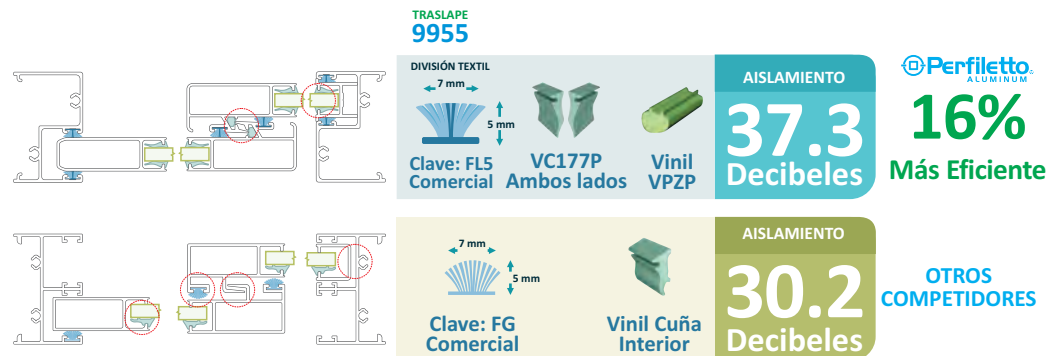 TRASLAPE
9955
DIVISIÓN TEXTIL
7 mm
5 mm
Clave: FL5
Comercial
VC177P
Ambos lados
Vinil
VPZP
AISLAMIENTO
37.3
Decibeles
Perfiletto
ALUMINUM
16%
Más Eficiente
7 mm
5 mm
Clave: FG
Comercial
Vinil Cuña
Interior
AISLAMIENTO
30.2
Decibeles
OTROS
COMPETIDORES